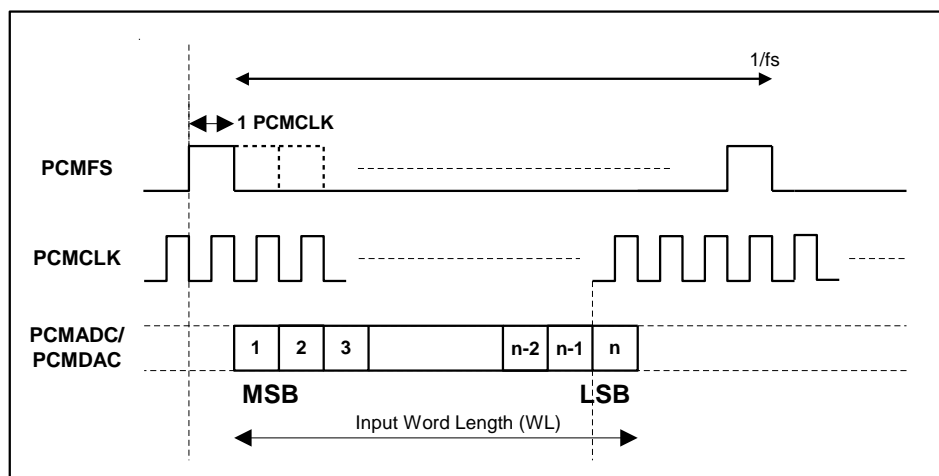 1/fs
1 PCMCLK
PCMFS
PCMCLK
PCMADC/
PCMDAC
1 2 3 n-2 n-1 n
MSB LSB
Input Word Length (WL)